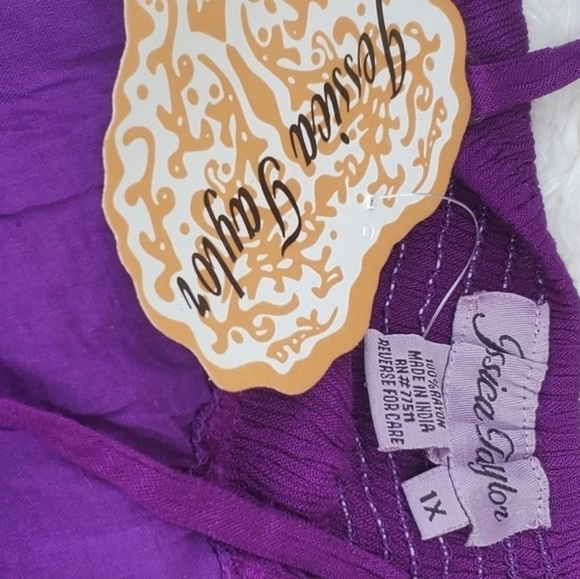 Jessica
Taylor
Jessica Taylor
100% RAYON
MADE IN INDIA
RN# 77511
REVERSE FOR CARE
1X